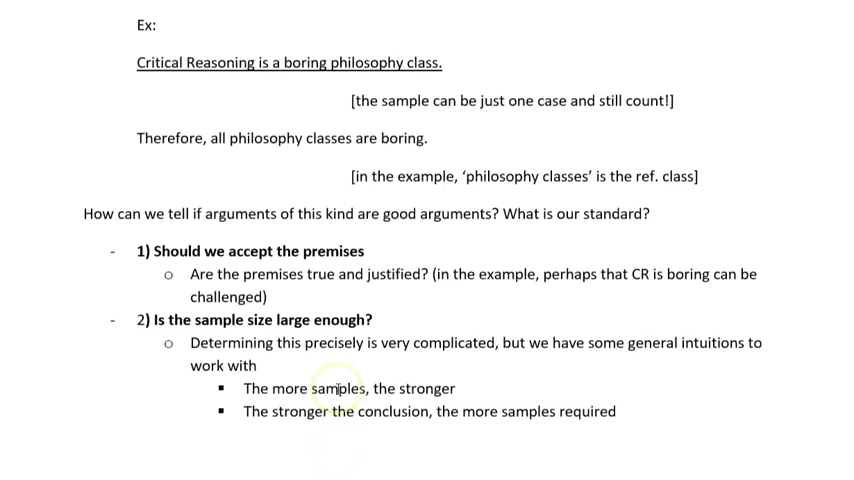 Ex:
Critical Reasoning is a boring philosophy class.
[the sample can be just one case and still count!]
Therefore, all philosophy classes are boring.
[in the example, ‘philosophy classes’ is the ref. class]
How can we tell if arguments of this kind are good arguments? What is our standard?
- 1) Should we accept the premises
o Are the premises true and justified? (in the example, perhaps that CR is boring can be
challenged)
- 2) Is the sample size large enough?
o Determining this precisely is very complicated, but we have some general intuitions to
work with
▪ The more samples, the stronger
▪ The stronger the conclusion, the more samples required